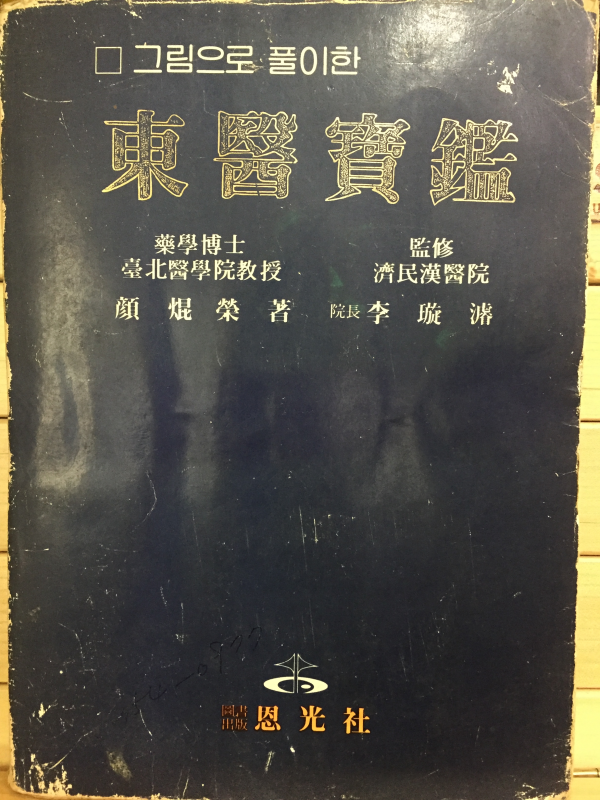 □ 그림으로 풀이한
東醫寶鑑
藥學博士
臺北醫學院教授
顔焜榮著
監修
濟民漢醫院
院長 李璇濬
圖書出版 恩光社